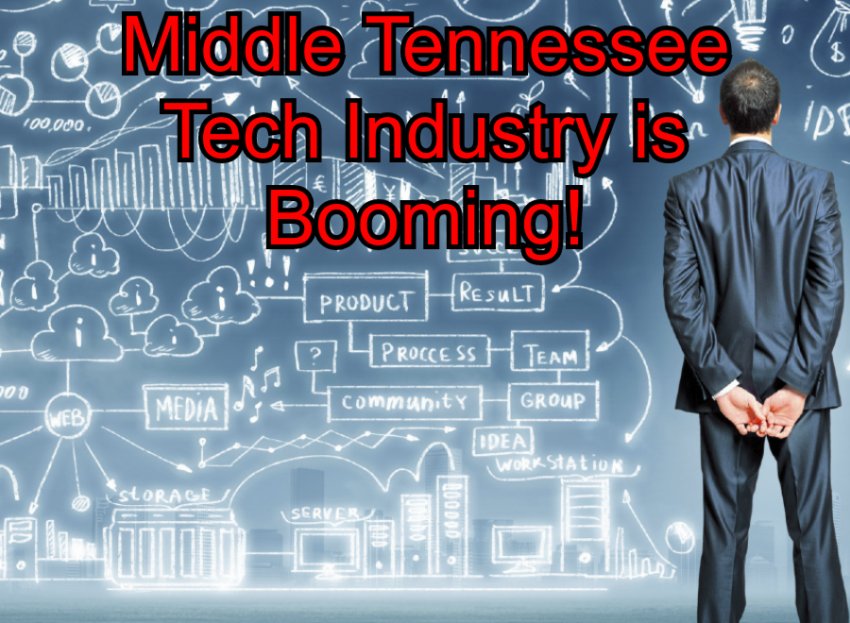 Middle Tennessee
Tech Industry is
Booming!
100,000.
$
€
¥
i
i
i
i
!!!
PRODUCT
RESULT
?
PROCCESS
TEAM
MEDIA
COMMUNITY
GROUP
WEB
IDEA
WORKSTATION
STORAGE
SERVER